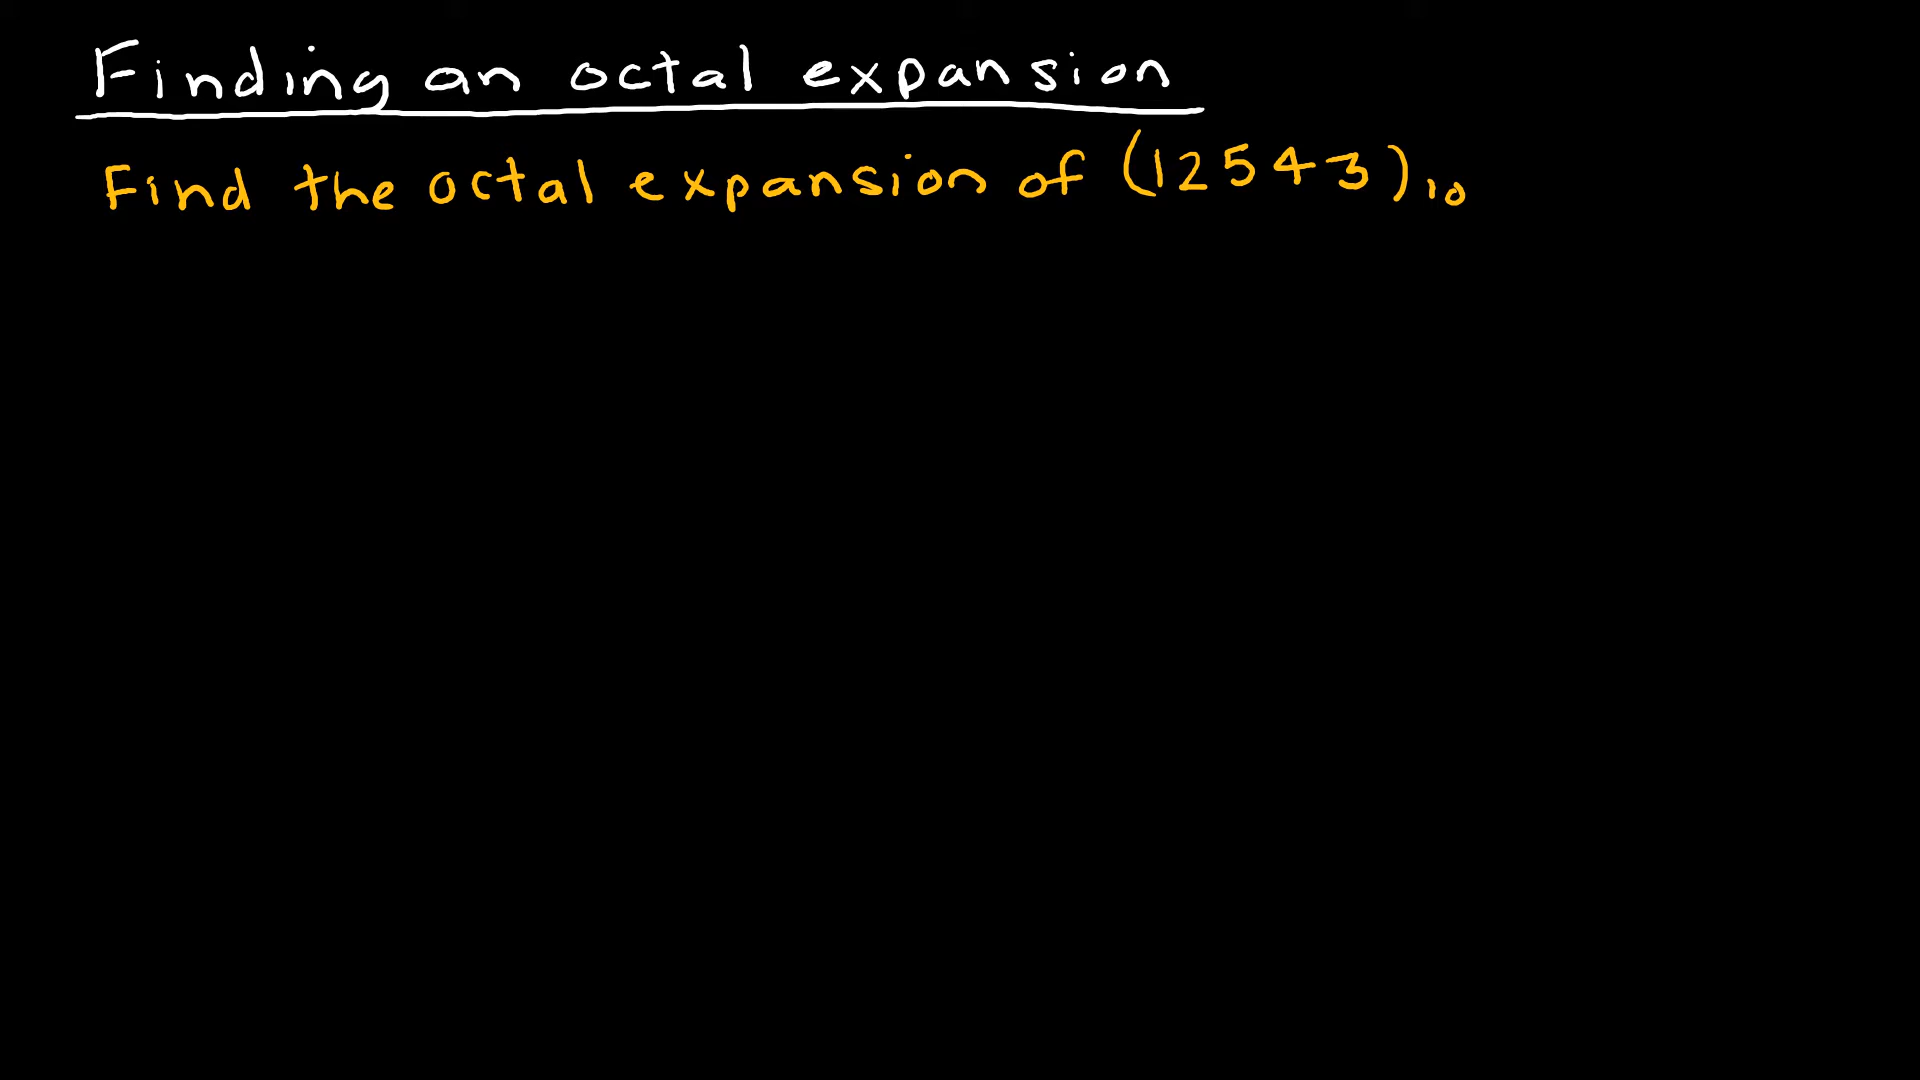 Finding an octal expansion
Find the octal expansion of (12543)₁₀